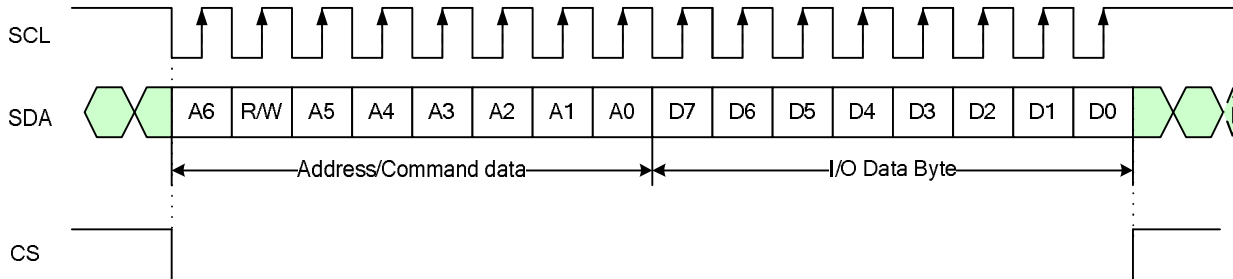 SCL
SDA A6 R/W A5 A4 A3 A2 A1 A0 D7 D6 D5 D4 D3 D2 D1 D0
Address/Command data I/O Data Byte
CS